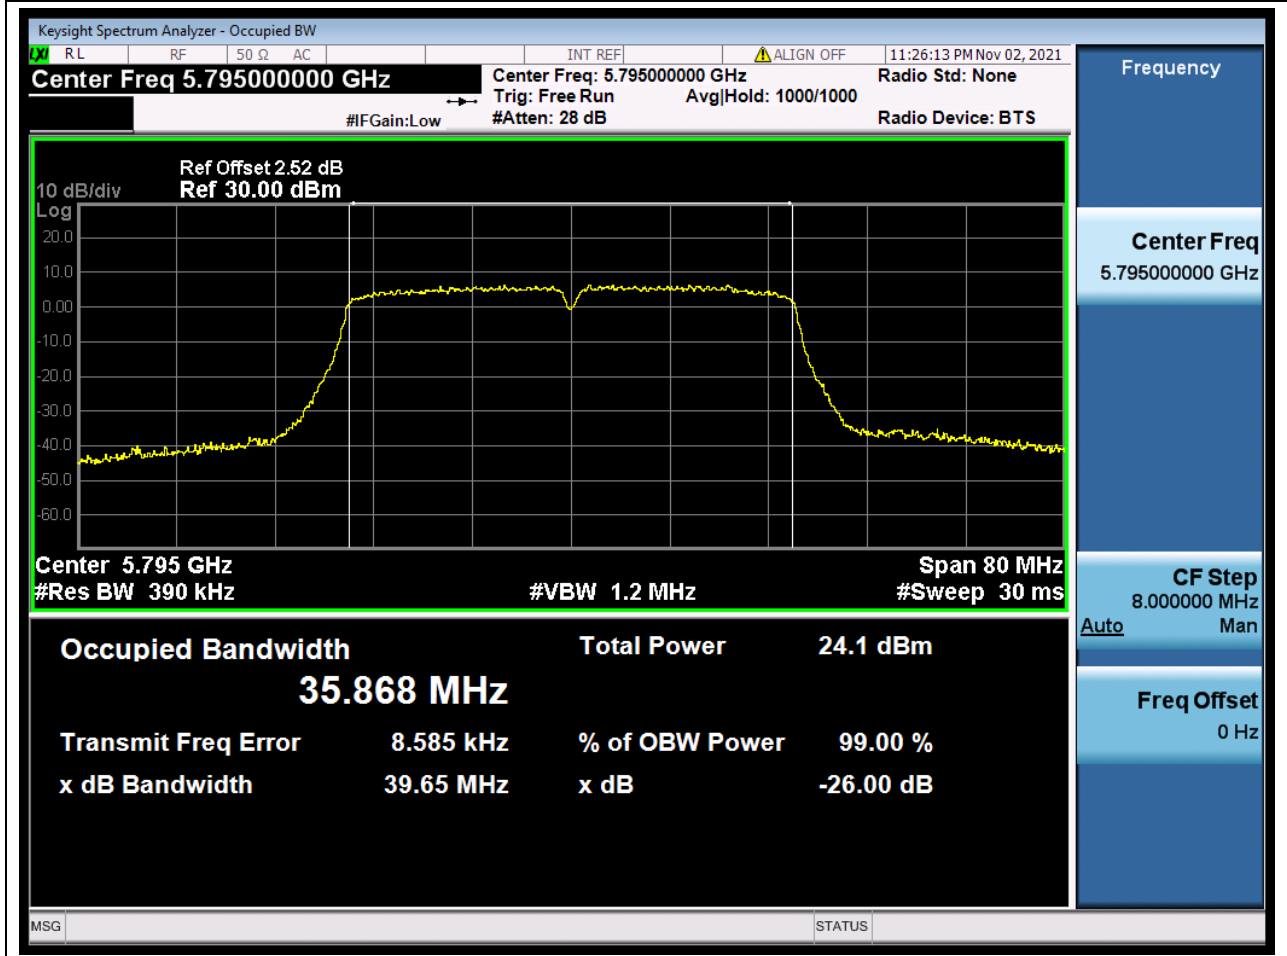 Keysight Spectrum Analyzer - Occupied BW
LXI RL RF 50 Ω AC INT REF ALIGN OFF 11:26:13 PM Nov 02, 2021
Center Freq 5.795000000 GHz
Center Freq: 5.795000000 GHz
Radio Std: None
Trig: Free Run Avg|Hold: 1000/1000
#IFGain:Low #Atten: 28 dB Radio Device: BTS
Frequency
Ref Offset 2.52 dB
10 dB/div Ref 30.00 dBm
Log
20.0
10.0
0.00
-10.0
-20.0
-30.0
-40.0
-50.0
-60.0
Center 5.795 GHz Span 80 MHz
#Res BW 390 kHz #VBW 1.2 MHz #Sweep 30 ms
Center Freq
5.795000000 GHz
CF Step
8.000000 MHz
Auto Man
Freq Offset
0 Hz
Occupied Bandwidth Total Power 24.1 dBm
35.868 MHz
Transmit Freq Error 8.585 kHz % of OBW Power 99.00 %
x dB Bandwidth 39.65 MHz x dB -26.00 dB
MSG STATUS